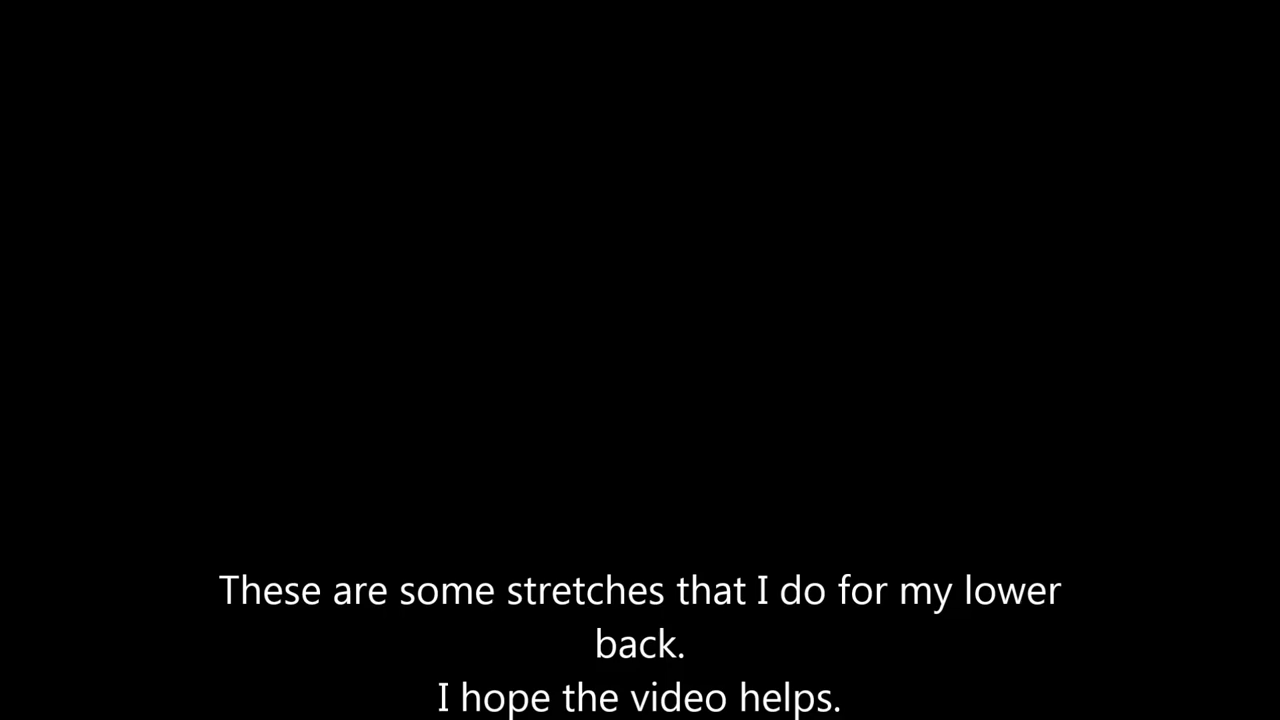 These are some stretches that I do for my lower
back.
I hope the video helps.